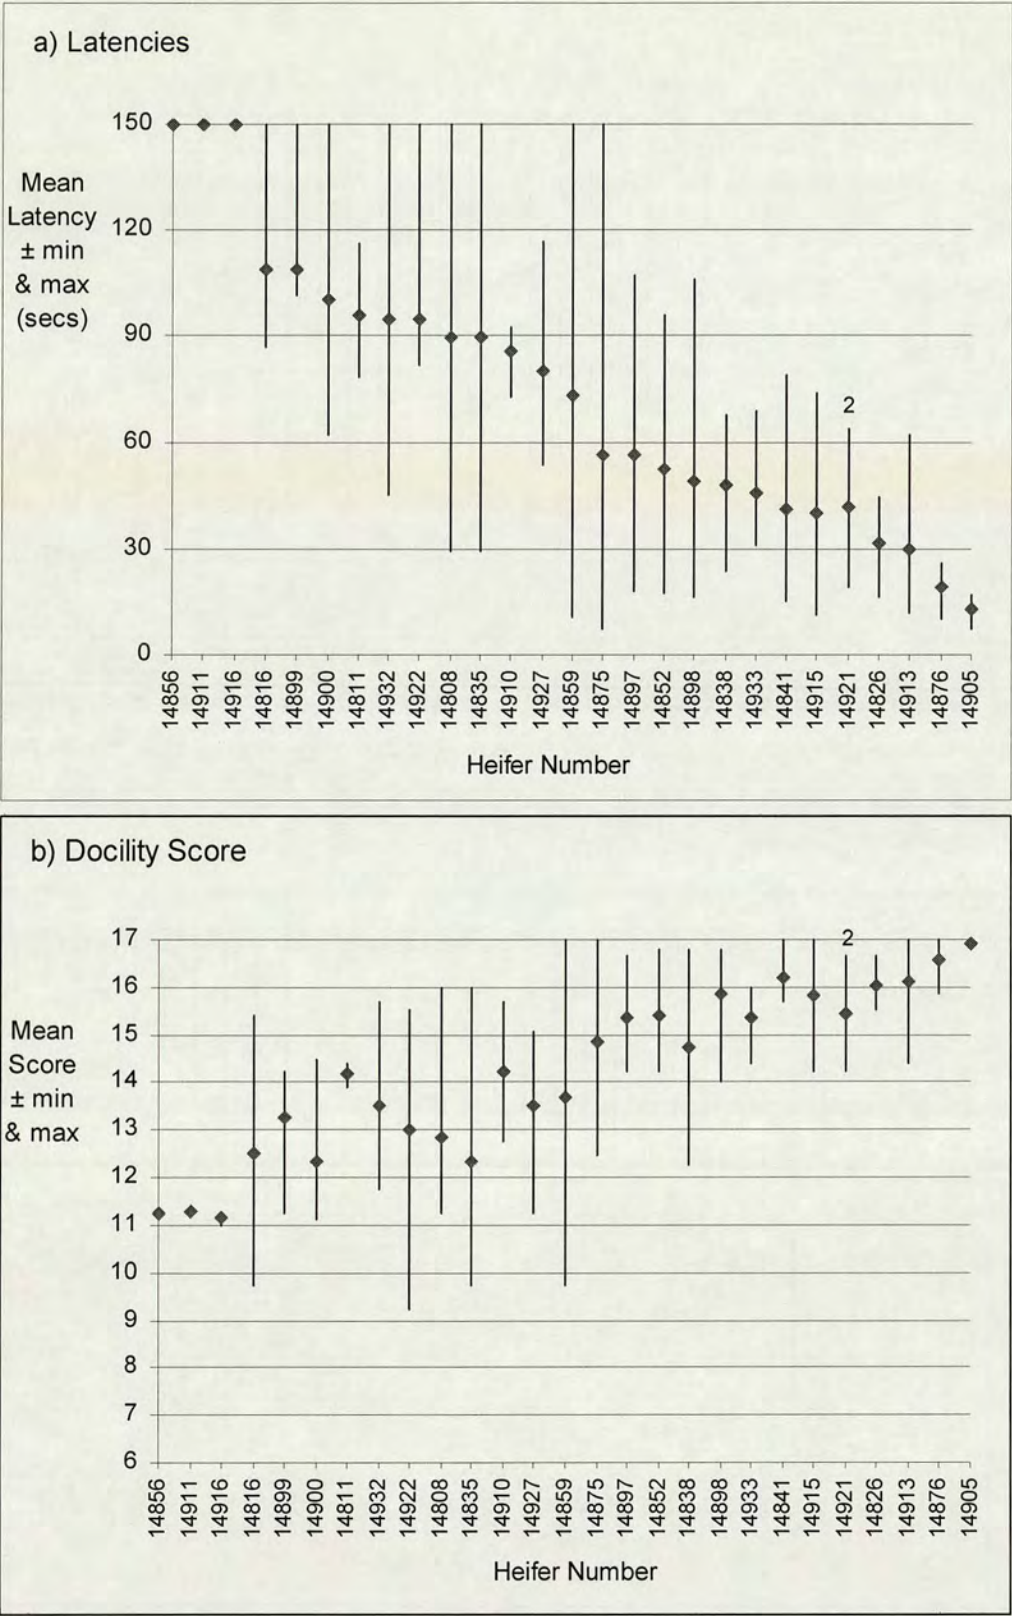 a) Latencies
150
120
90
60
30
0
Mean
Latency
± min
& max
(secs)
2
14856 14911 14916 14816 14899 14900 14811 14932 14922 14808 14835 14910 14927 14859 14875 14897 14852 14898 14838 14933 14841 14915 14921 14826 14913 14876 14905
Heifer Number
b) Docility Score
17
16
15
14
13
12
11
10
9
8
7
6
Mean
Score
± min
& max
2
14856 14911 14916 14816 14899 14900 14811 14932 14922 14808 14835 14910 14927 14859 14875 14897 14852 14838 14898 14933 14841 14915 14921 14826 14913 14876 14905
Heifer Number